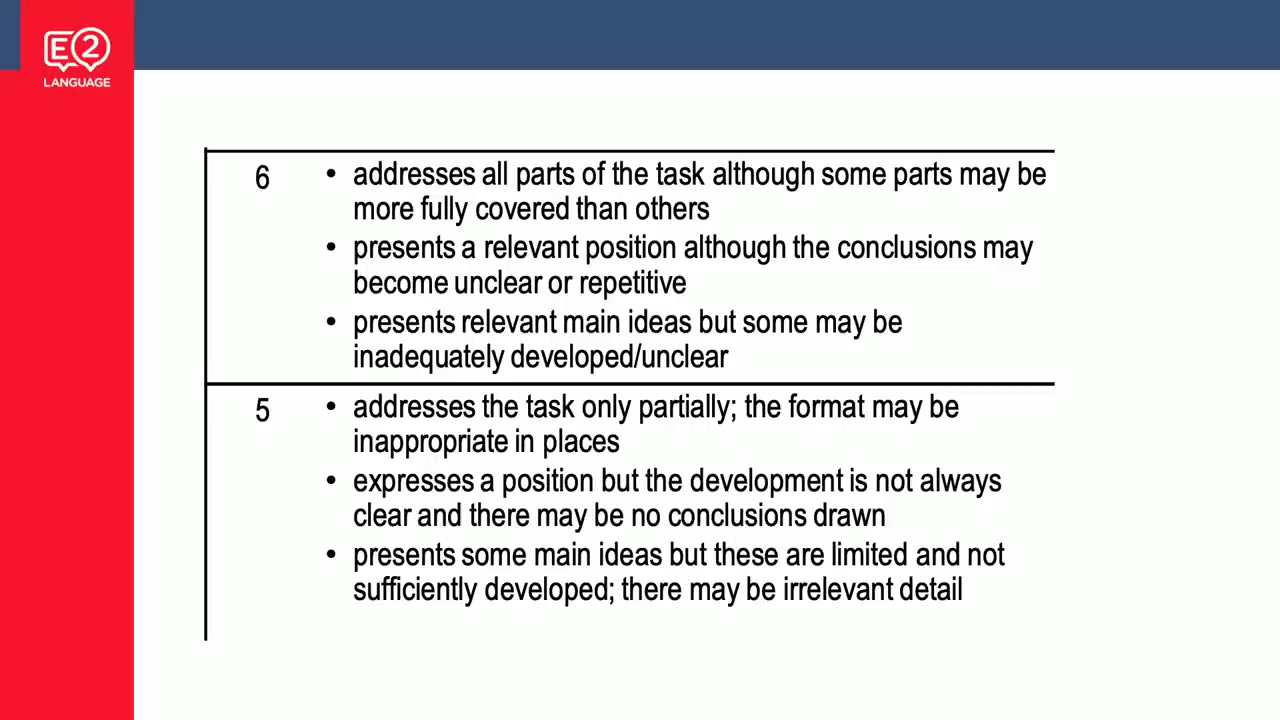 E2
LANGUAGE
6
• addresses all parts of the task although some parts may be
more fully covered than others
• presents a relevant position although the conclusions may
become unclear or repetitive
• presents relevant main ideas but some may be
inadequately developed/unclear
5
• addresses the task only partially; the format may be
inappropriate in places
• expresses a position but the development is not always
clear and there may be no conclusions drawn
• presents some main ideas but these are limited and not
sufficiently developed; there may be irrelevant detail